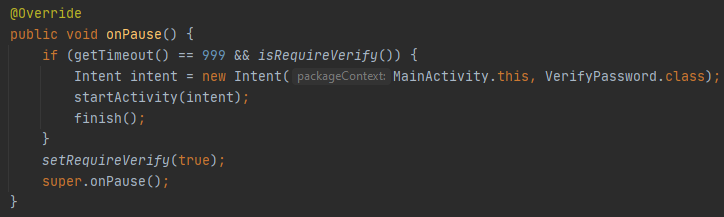 @Override
public void onPause() {
if (getTimeout() == 999 && isRequireVerify()) {
Intent intent = new Intent( packageContext: MainActivity.this, VerifyPassword.class);
startActivity(intent);
finish();
}
setRequireVerify(true);
super.onPause();
}